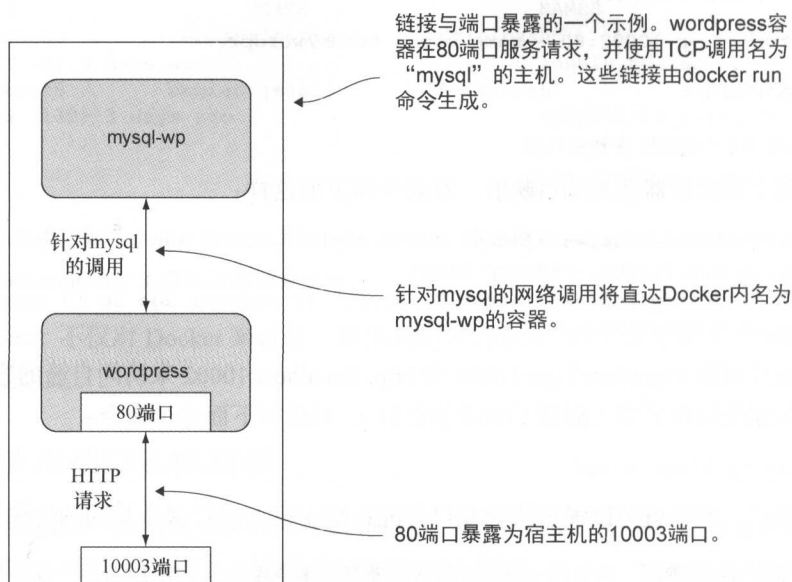 链接与端口暴露的一个示例。wordpress容
器在80端口服务请求，并使用TCP调用名为
“mysql”的主机。这些链接由docker run
命令生成。
mysql-wp
针对mysql
的调用
针对mysql的网络调用将直达Docker内名为
mysql-wp的容器。
wordpress
80端口
HTTP
请求
80端口暴露为宿主机的10003端口。
10003端口